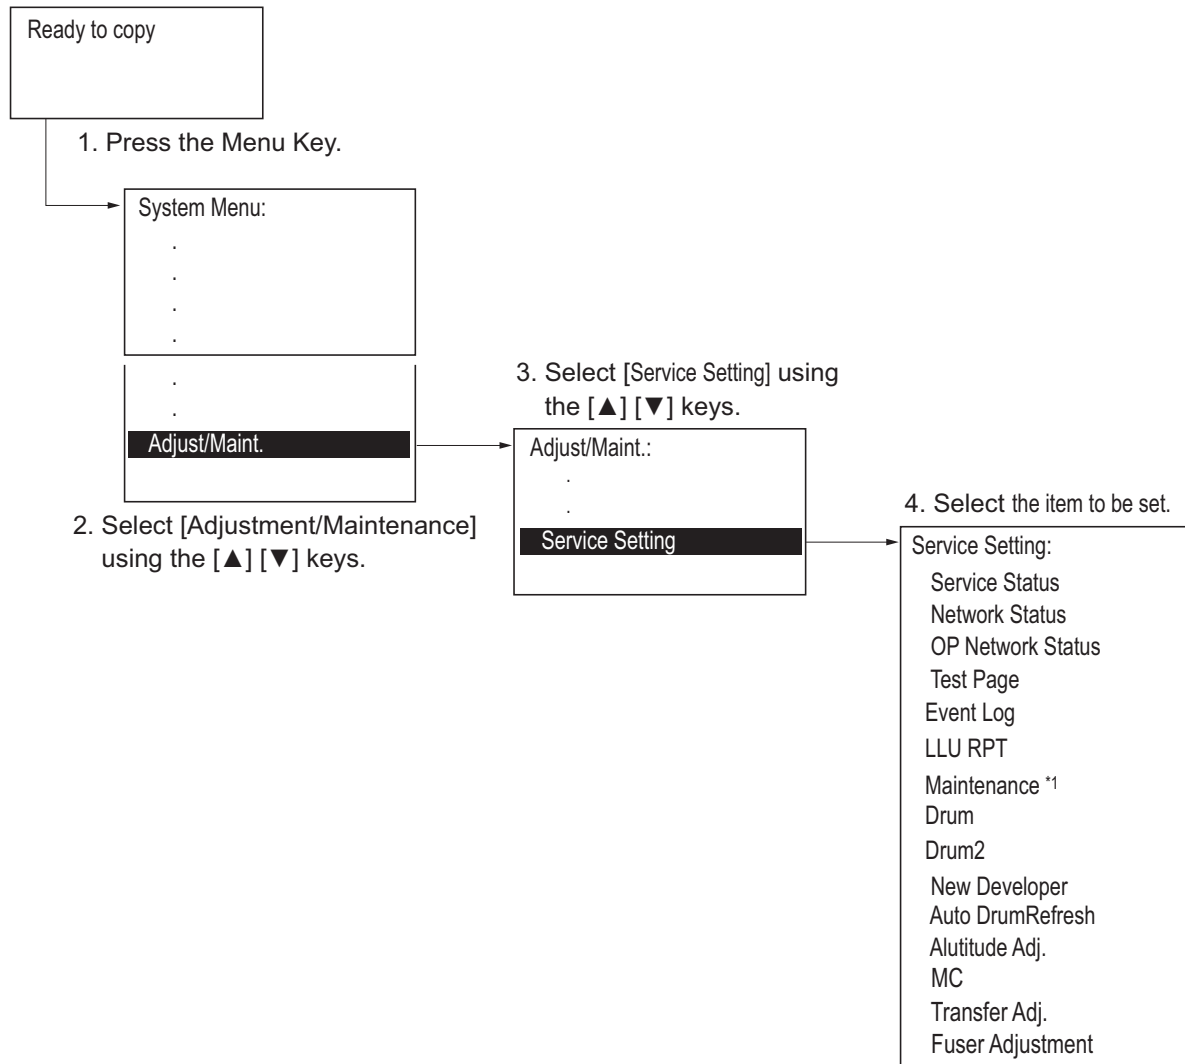 Ready to copy
1. Press the Menu Key.
System Menu:
.
.
.
.
.
.
Adjust/Maint.
2. Select [Adjustment/Maintenance]
using the [▲] [▼] keys.
3. Select [Service Setting] using
the [▲] [▼] keys.
Adjust/Maint.:
.
.
Service Setting
4. Select the item to be set.
Service Setting:
Service Status
Network Status
OP Network Status
Test Page
Event Log
LLU RPT
Maintenance *1
Drum
Drum2
New Developer
Auto DrumRefresh
Alutitude Adj.
MC
Transfer Adj.
Fuser Adjustment